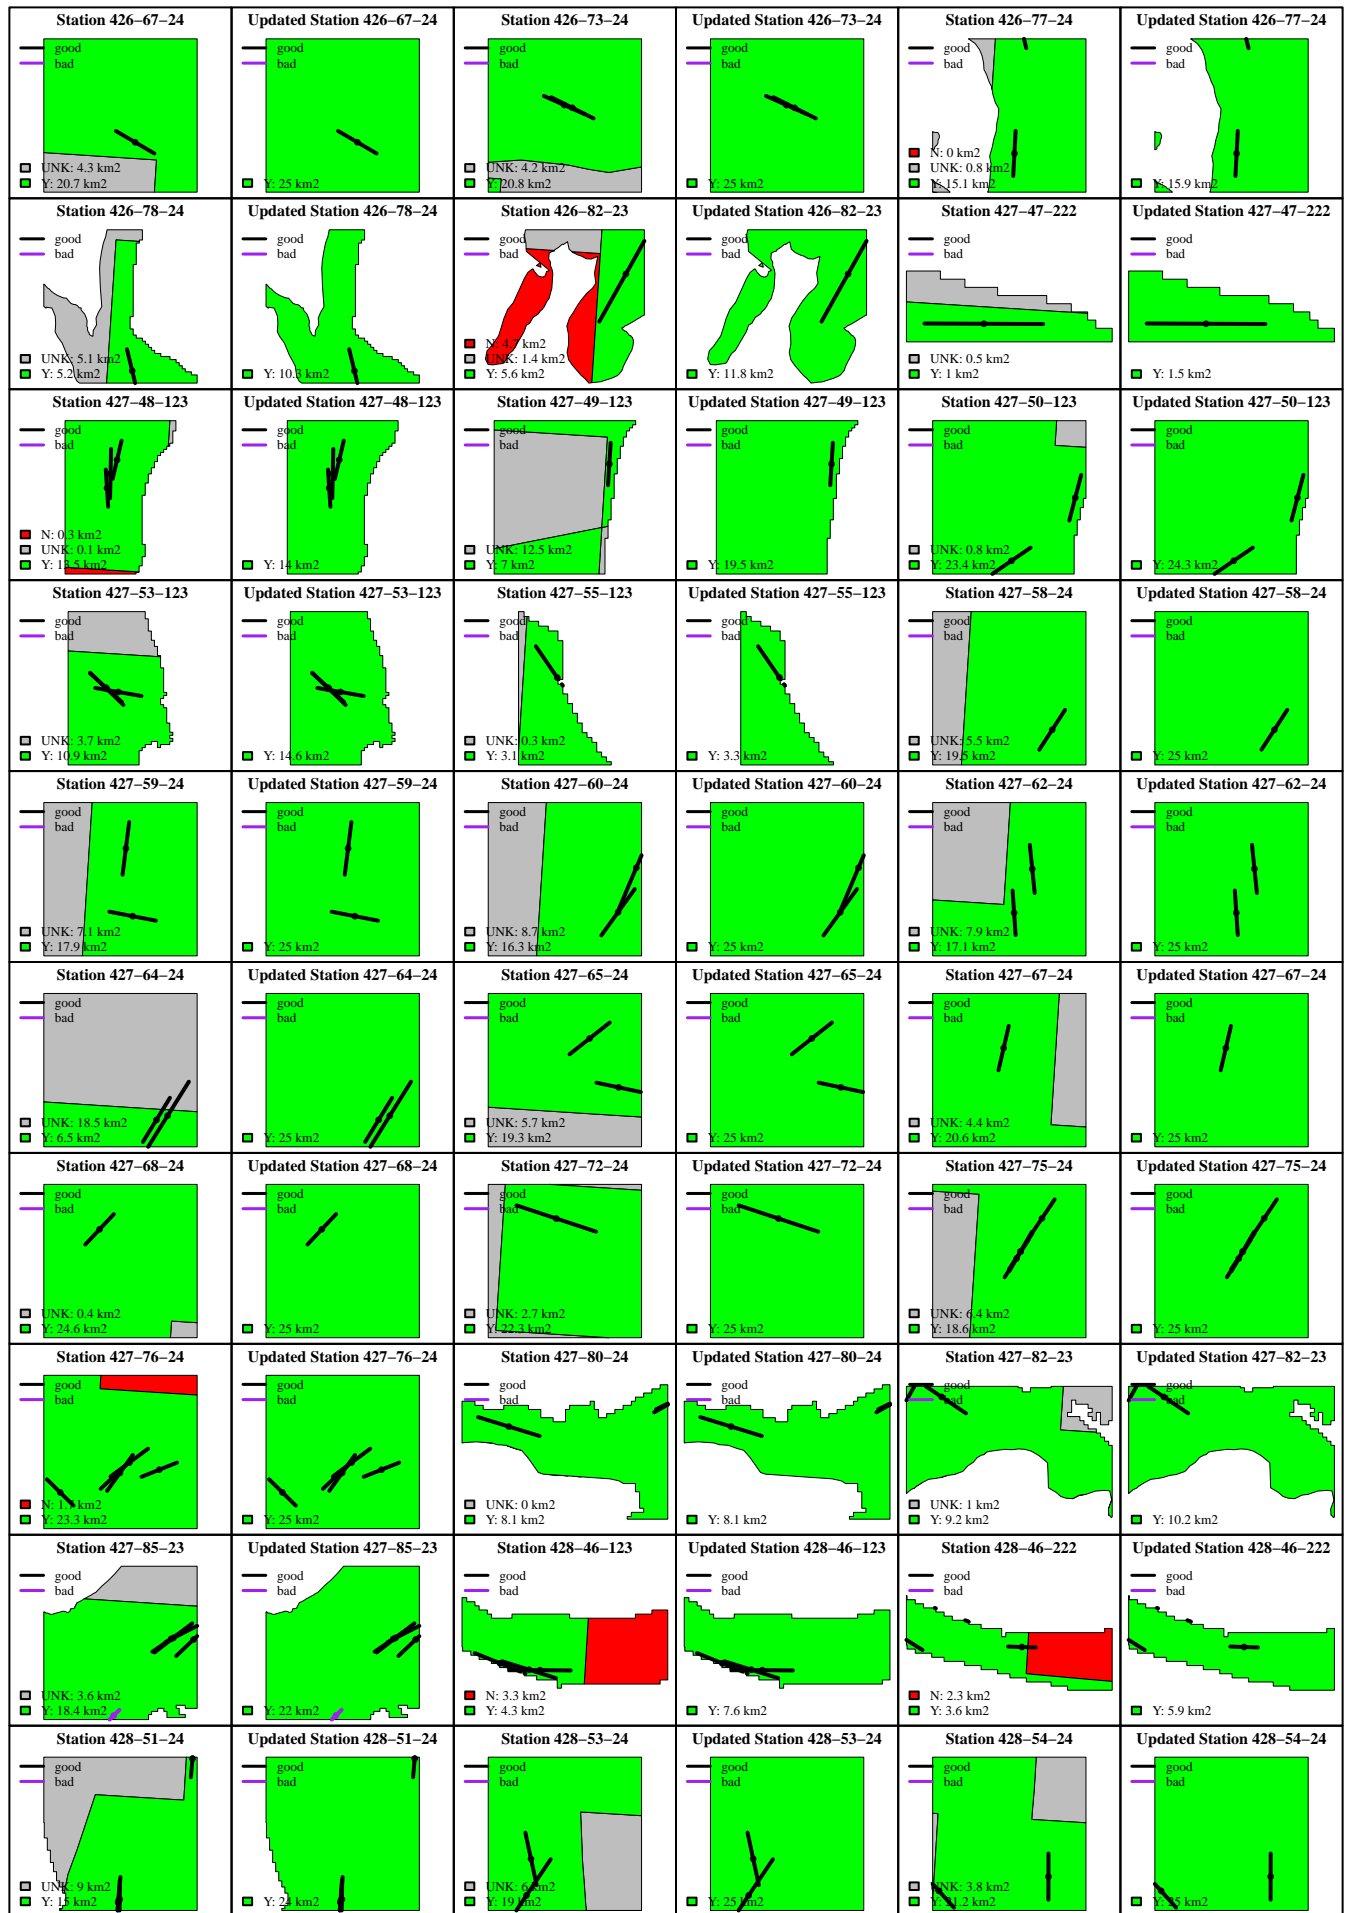 Station 426−67−24
good
bad
UNK: 4.3 km2
Y: 20.7 km2
Updated Station 426−67−24
good
bad
Y: 25 km2
Station 426−73−24
good
bad
UNK: 4.2 km2
Y: 20.8 km2
Updated Station 426−73−24
good
bad
Y: 25 km2
Station 426−77−24
good
bad
N: 0 km2
UNK: 0.8 km2
Y: 15.1 km2
Updated Station 426−77−24
good
bad
Y: 15.9 km2
Station 426−78−24
good
bad
UNK: 5.1 km2
Y: 5.2 km2
Updated Station 426−78−24
good
bad
Y: 10.3 km2
Station 426−82−23
good
bad
N: 4.7 km2
UNK: 1.4 km2
Y: 5.6 km2
Updated Station 426−82−23
good
bad
Y: 11.8 km2
Station 427−47−222
good
bad
UNK: 0.5 km2
Y: 1 km2
Updated Station 427−47−222
good
bad
Y: 1.5 km2
Station 427−48−123
good
bad
N: 0.3 km2
UNK: 0.1 km2
Y: 13.5 km2
Updated Station 427−48−123
good
bad
Y: 14 km2
Station 427−49−123
good
bad
UNK: 12.5 km2
Y: 7 km2
Updated Station 427−49−123
good
bad
Y: 19.5 km2
Station 427−50−123
good
bad
UNK: 0.8 km2
Y: 23.4 km2
Updated Station 427−50−123
good
bad
Y: 24.3 km2
Station 427−53−123
good
bad
UNK: 3.7 km2
Y: 10.9 km2
Updated Station 427−53−123
good
bad
Y: 14.6 km2
Station 427−55−123
good
bad
UNK: 0.3 km2
Y: 3.1 km2
Updated Station 427−55−123
good
bad
Y: 3.3 km2
Station 427−58−24
good
bad
UNK: 5.5 km2
Y: 19.5 km2
Updated Station 427−58−24
good
bad
Y: 25 km2
Station 427−59−24
good
bad
UNK: 7.1 km2
Y: 17.9 km2
Updated Station 427−59−24
good
bad
Y: 25 km2
Station 427−60−24
good
bad
UNK: 8.7 km2
Y: 16.3 km2
Updated Station 427−60−24
good
bad
Y: 25 km2
Station 427−62−24
good
bad
UNK: 7.9 km2
Y: 17.1 km2
Updated Station 427−62−24
good
bad
Y: 25 km2
Station 427−64−24
good
bad
UNK: 18.5 km2
Y: 6.5 km2
Updated Station 427−64−24
good
bad
Y: 25 km2
Station 427−65−24
good
bad
UNK: 5.7 km2
Y: 19.3 km2
Updated Station 427−65−24
good
bad
Y: 25 km2
Station 427−67−24
good
bad
UNK: 4.4 km2
Y: 20.6 km2
Updated Station 427−67−24
good
bad
Y: 25 km2
Station 427−68−24
good
bad
UNK: 0.4 km2
Y: 24.6 km2
Updated Station 427−68−24
good
bad
Y: 25 km2
Station 427−72−24
good
bad
UNK: 2.7 km2
Y: 22.3 km2
Updated Station 427−72−24
good
bad
Y: 25 km2
Station 427−75−24
good
bad
UNK: 6.4 km2
Y: 18.6 km2
Updated Station 427−75−24
good
bad
Y: 25 km2
Station 427−76−24
good
bad
N: km2
Y: 23.3 km2
Updated Station 427−76−24
good
bad
Y: 25 km2
Station 427−80−24
good
bad
UNK: 0 km2
Y: 8.1 km2
Updated Station 427−80−24
good
bad
Y: 8.1 km2
Station 427−82−23
good
bad
UNK: 1 km2
Y: 9.2 km2
Updated Station 427−82−23
good
bad
Y: 10.2 km2
Station 427−85−23
good
bad
UNK: 3.6 km2
Y: 18.4 km2
Updated Station 427−85−23
good
bad
Y: 22 km2
Station 428−46−123
good
bad
N: 3.3 km2
Y: 4.3 km2
Updated Station 428−46−123
good
bad
Y: 7.6 km2
Station 428−46−222
good
bad
N: 2.3 km2
Y: 3.6 km2
Updated Station 428−46−222
good
bad
Y: 5.9 km2
Station 428−51−24
good
bad
UNK: 9 km2
Y: 15 km2
Updated Station 428−51−24
good
bad
Y: 24 km2
Station 428−53−24
good
bad
UNK: 6 km2
Y: 19 km2
Updated Station 428−53−24
good
bad
Y: 25 km2
Station 428−54−24
good
bad
UNK: 3.8 km2
Y: 21.2 km2
Updated Station 428−54−24
good
bad
Y: 25 km2